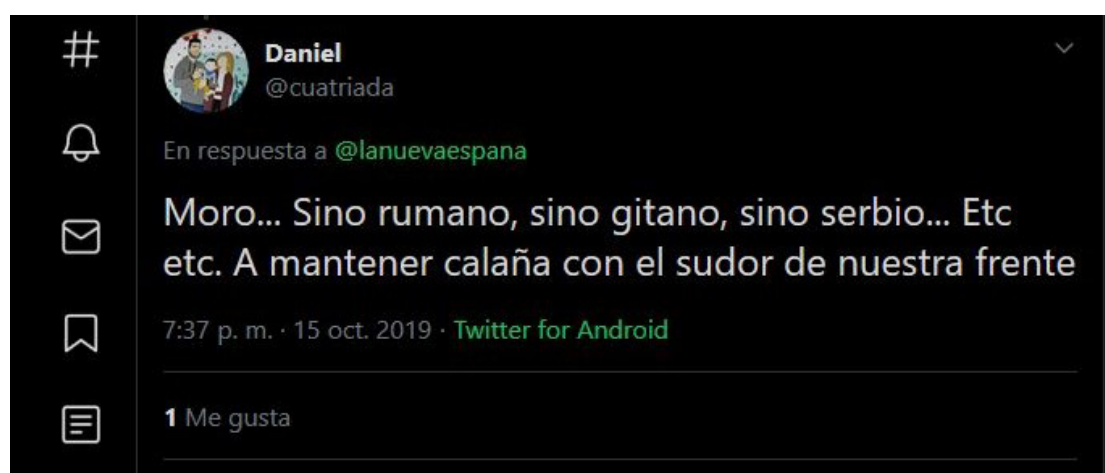 Daniel
@cuatriada
En respuesta a @lanuevaespana
Moro... Sino rumano, sino gitano, sino serbio... Etc
etc. A mantener calaña con el sudor de nuestra frente
7:37 p. m. · 15 oct. 2019 · Twitter for Android
1 Me gusta